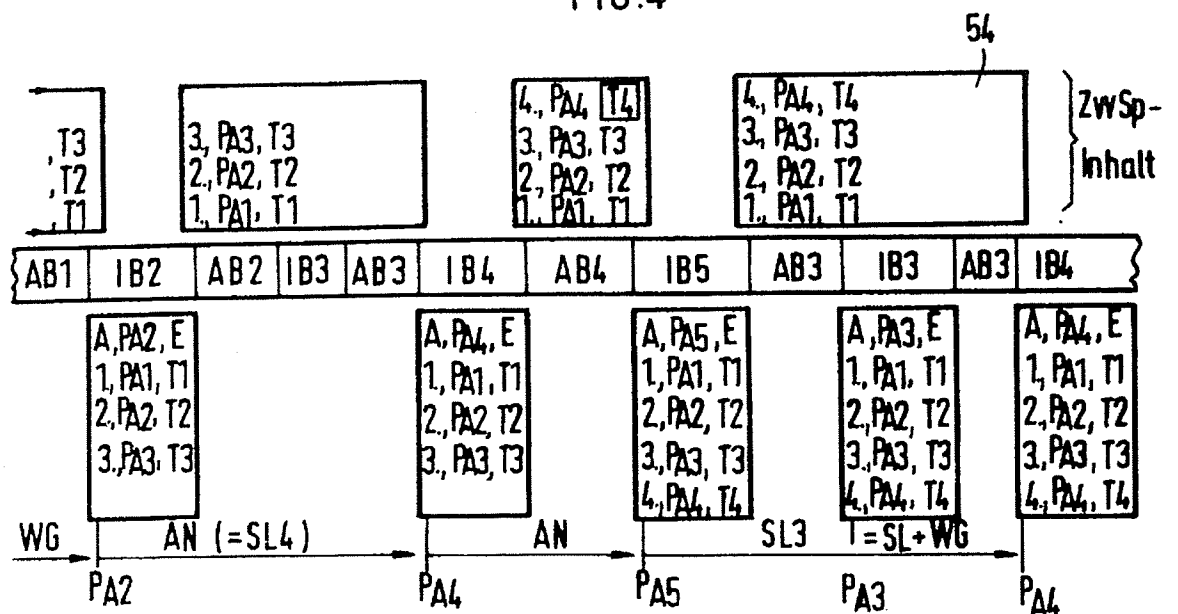 FIG.4
54
4., PA4 T4 4., PA4, T4
, T3 3., PA3, T3 3., PA3, T3 3., PA3, T3 ZwSp-
, T2 2., PA2, T2 2., PA2, T2 2., PA2, T2 Inhalt
, T1 1., PA1, T1 1., PA1, T1 1., PA1, T1
AB1 IB2 AB2 IB3 AB3 IB4 AB4 IB5 AB3 IB3 AB3 IB4
A, PA2, E A, PA4, E A, PA5, E A, PA3, E A, PA4, E
1., PA1, T1 1., PA1, T1 1., PA1, T1 1., PA1, T1 1., PA1, T1
2., PA2, T2 2., PA2, T2 2., PA2, T2 2., PA2, T2 2., PA2, T2
3., PA3, T3 3., PA3, T3 3., PA3, T3 3., PA3, T3 3., PA3, T3
4., PA4, T4 4., PA4, T4 4., PA4, T4
WG AN (=SL4) AN SL3 =SL+WG
PA2 PA4 PA5 PA3 PA4